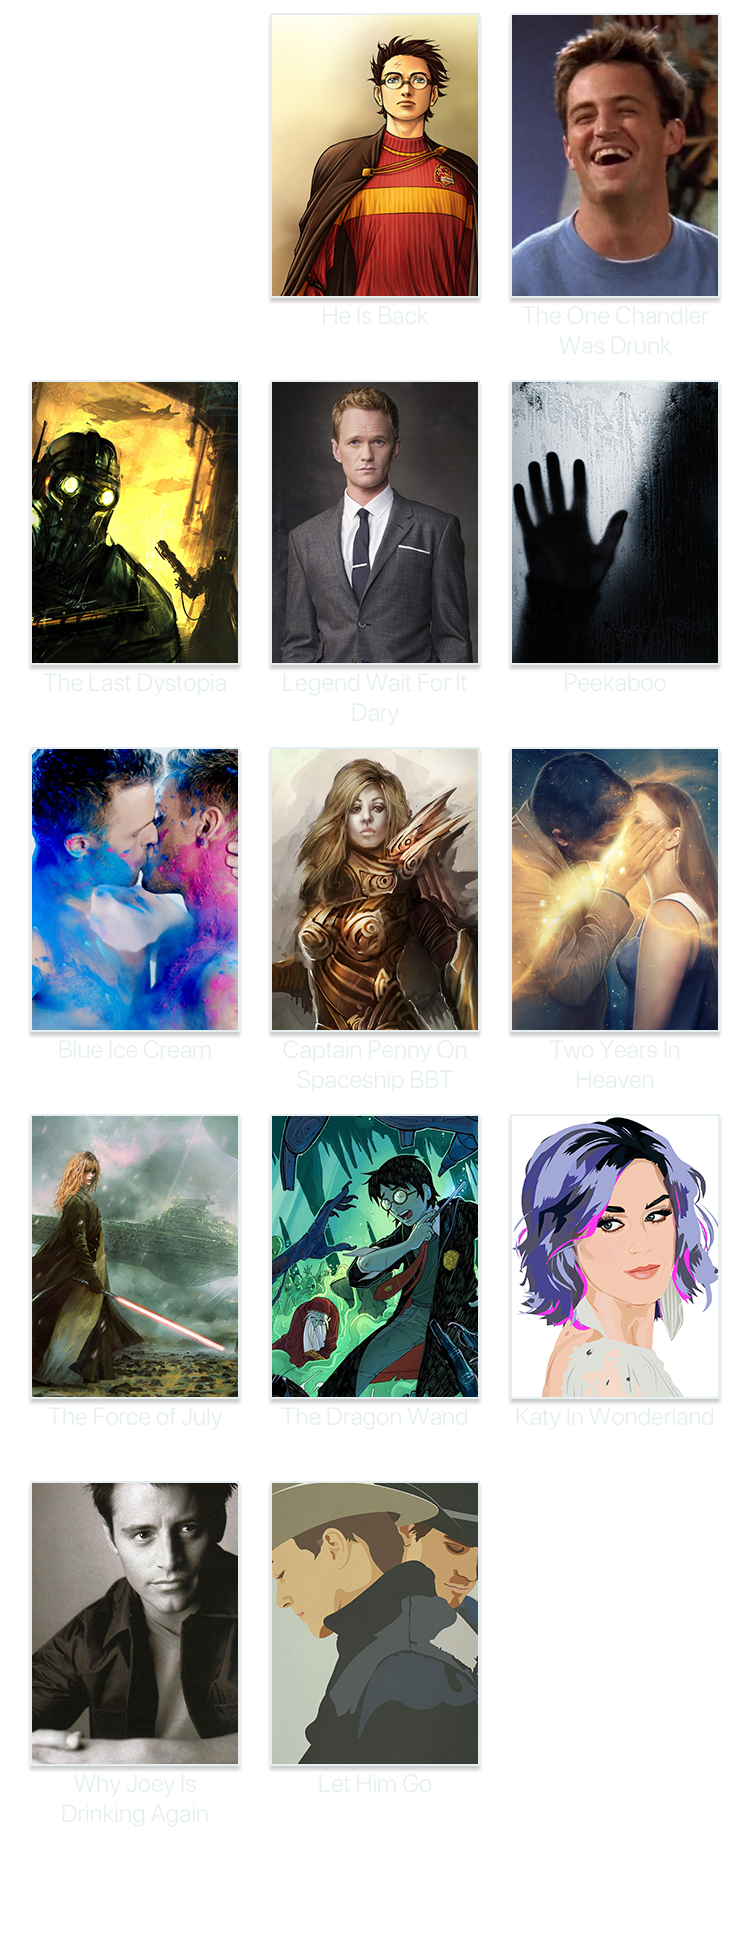 He Is Back
The One Chandler
Was Drunk
The Last Dystopia
Legend Wait For It
Dary
Peekaboo
Blue Ice Cream
Captain Penny On
Spaceship BBT
Two Years In
Heaven
The Force of July
The Dragon Wand
Katy In Wonderland
Why Joey Is
Drinking Again
Let Him Go